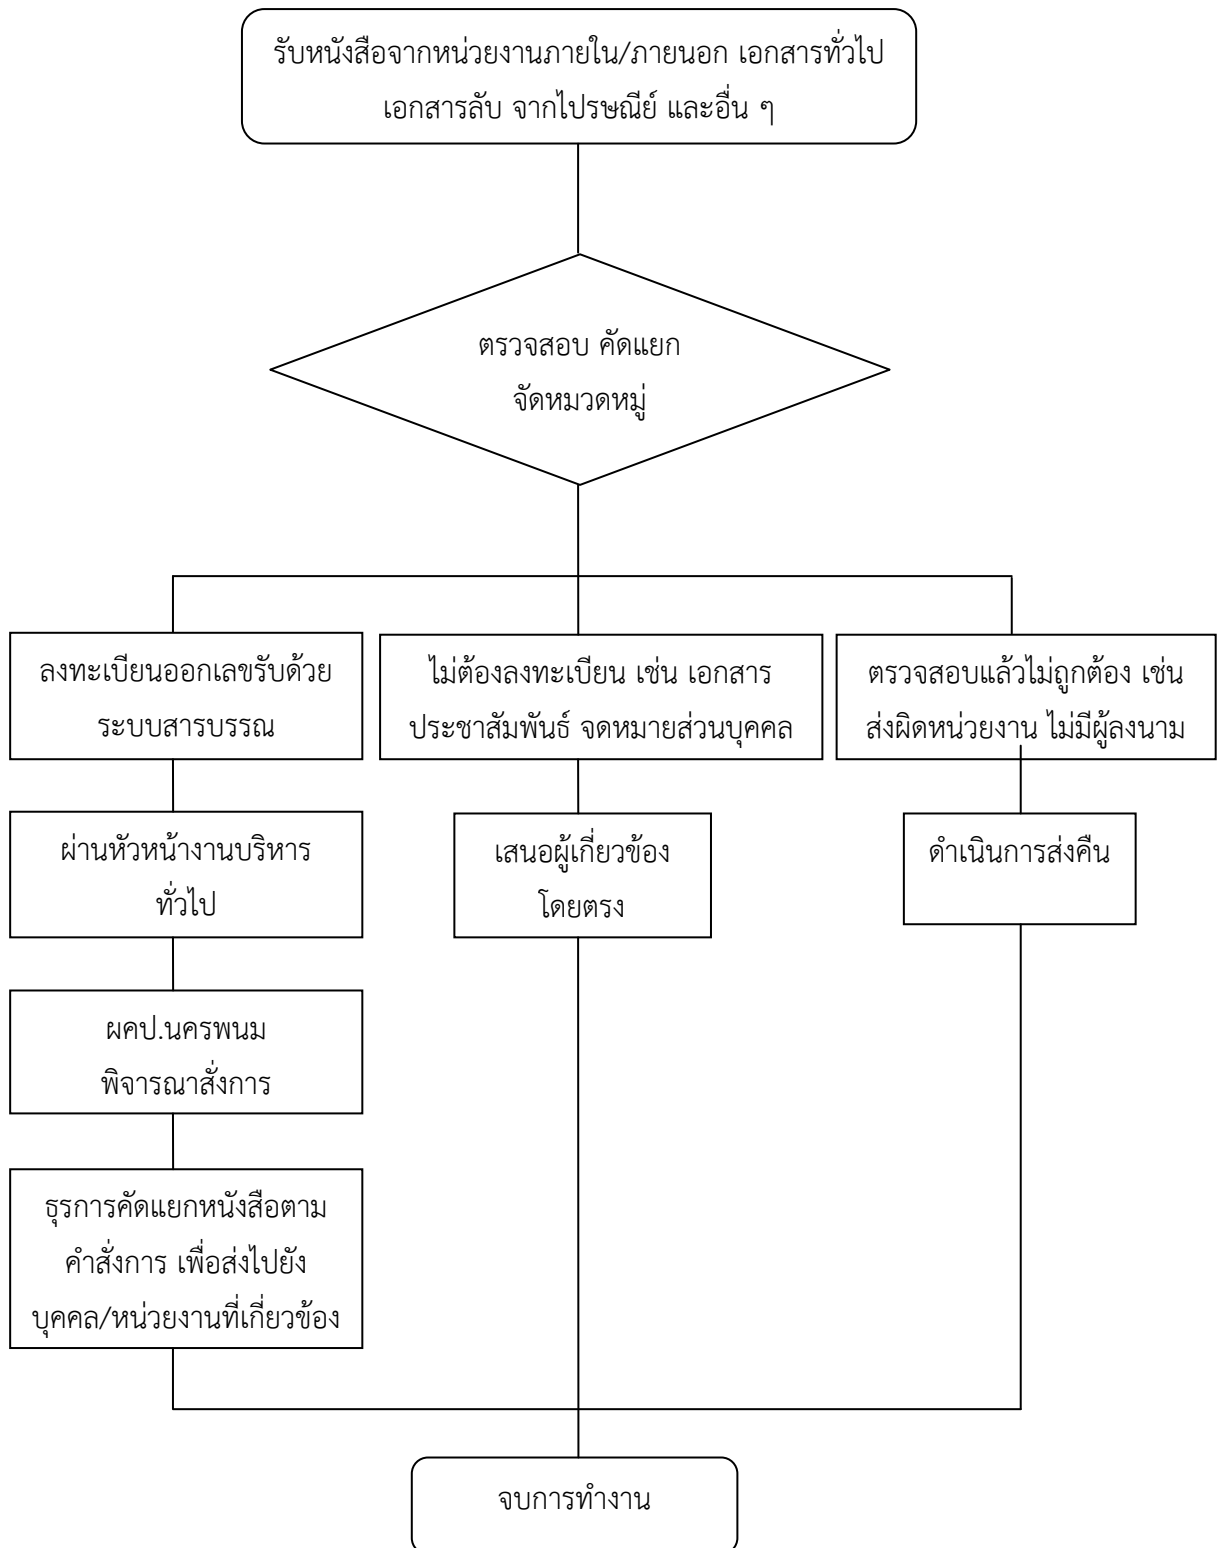 รับหนังสือจากหน่วยงานภายใน/ภายนอก เอกสารทั่วไป
เอกสารลับ จากไปรษณีย์ และอื่น ๆ
ตรวจสอบ คัดแยก
จัดหมวดหมู่
ลงทะเบียนออกเลขรับด้วย
ระบบสารบรรณ
ไม่ต้องลงทะเบียน เช่น เอกสาร
ประชาสัมพันธ์ จดหมายส่วนบุคคล
ตรวจสอบแล้วไม่ถูกต้อง เช่น
ส่งผิดหน่วยงาน ไม่มีผู้ลงนาม
ผ่านหัวหน้างานบริหาร
ทั่วไป
เสนอผู้เกี่ยวข้อง
โดยตรง
ดำเนินการส่งคืน
ผคป.นครพนม
พิจารณาสั่งการ
ธุรการคัดแยกหนังสือตาม
คำสั่งการ เพื่อส่งไปยัง
บุคคล/หน่วยงานที่เกี่ยวข้อง
จบการทำงาน